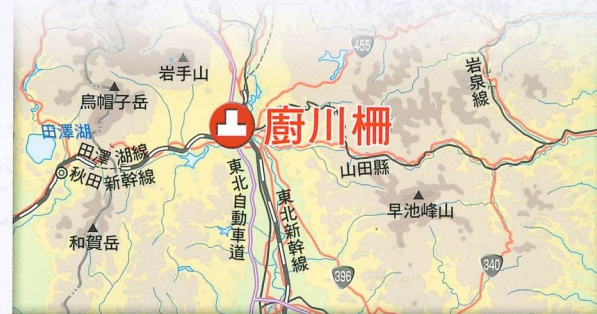 455
岩手山
岩泉線
烏帽子岳
廚川柵
田澤湖
田澤湖線
秋田新幹線
山田縣
東北自動車道
東北新幹線
早池峰山
和賀岳
396
340